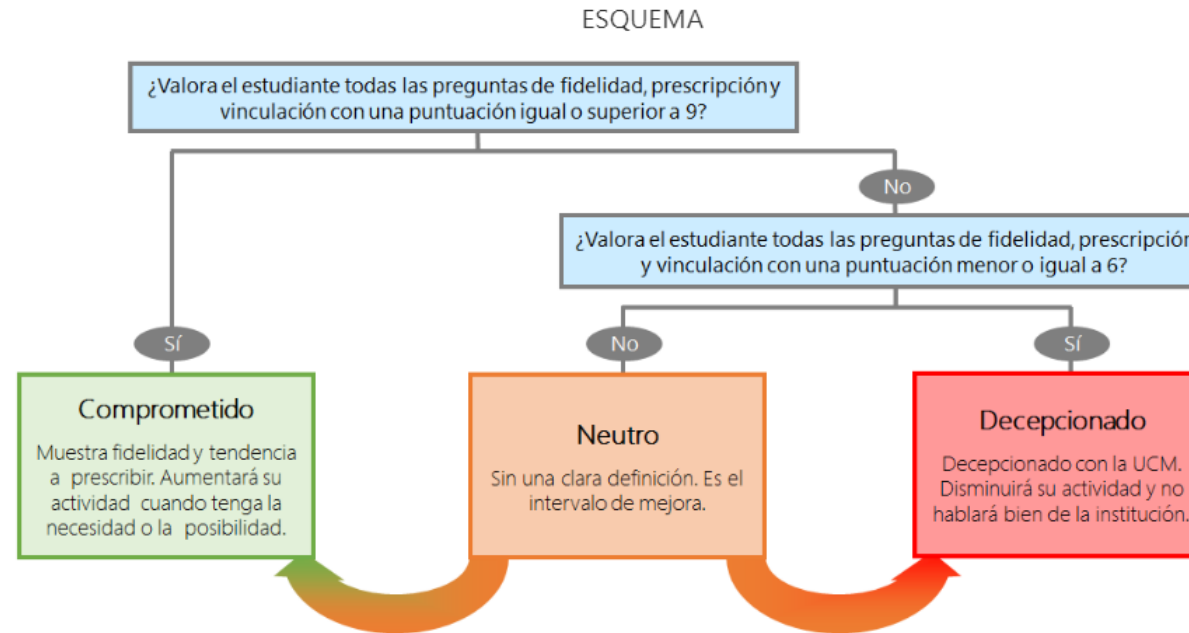 ESQUEMA
¿Valora el estudiante todas las preguntas de fidelidad, prescripción y
vinculación con una puntuación igual o superior a 9?
No
¿Valora el estudiante todas las preguntas de fidelidad, prescripción
y vinculación con una puntuación menor o igual a 6?
Sí
No
Sí
Comprometido
Muestra fidelidad y tendencia
a prescribir. Aumentará su
actividad cuando tenga la
necesidad o la posibilidad.
Neutro
Sin una clara definición. Es el
intervalo de mejora.
Decepcionado
Decepcionado con la UCM.
Disminuirá su actividad y no
hablará bien de la institución.